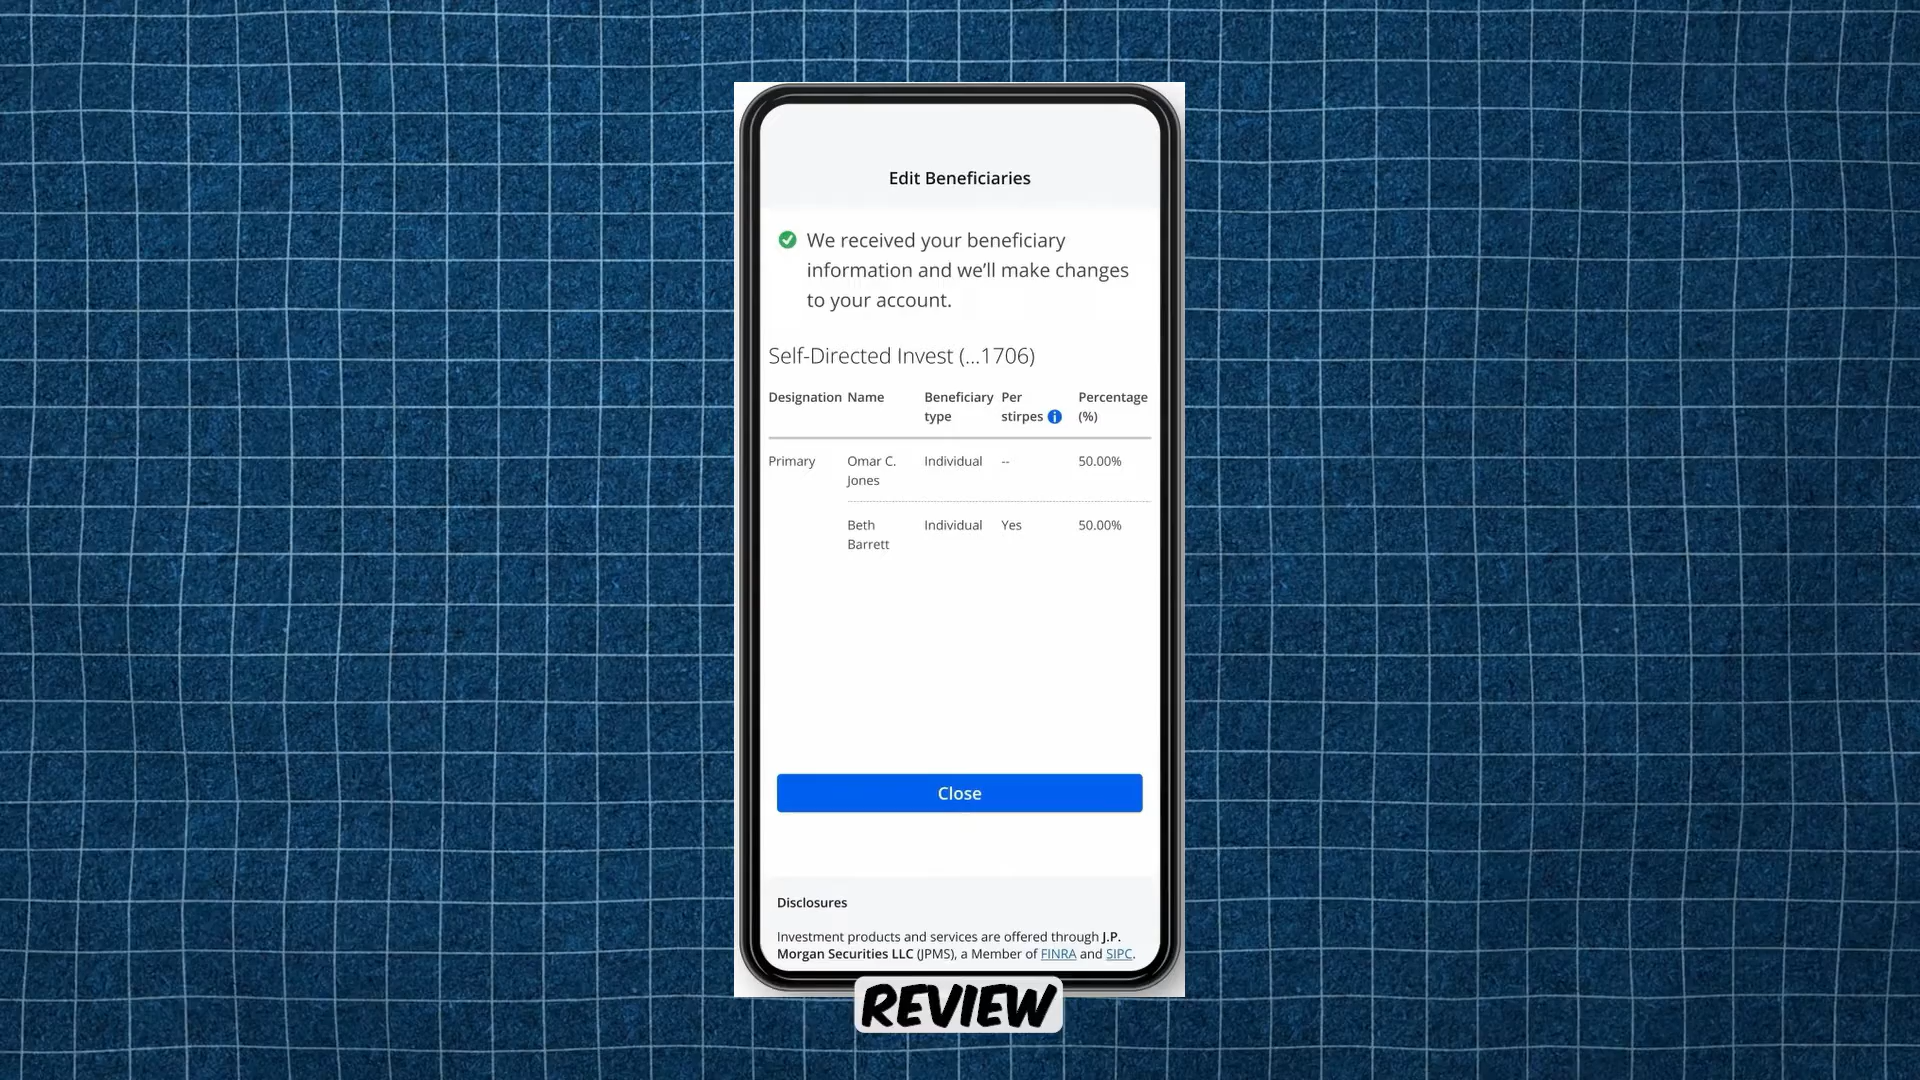 Edit Beneficiaries
We received your beneficiary
information and we'll make changes
to your account.
Self-Directed Invest (...1706)
Designation Name Beneficiary type Per stirpes Percentage (%)
Primary Omar C. Jones Individual -- 50.00%
Beth Barrett Individual Yes 50.00%
Close
Disclosures
Investment products and services are offered through J.P.
Morgan Securities LLC (JPMS), a Member of FINRA and SIPC.
REVIEW